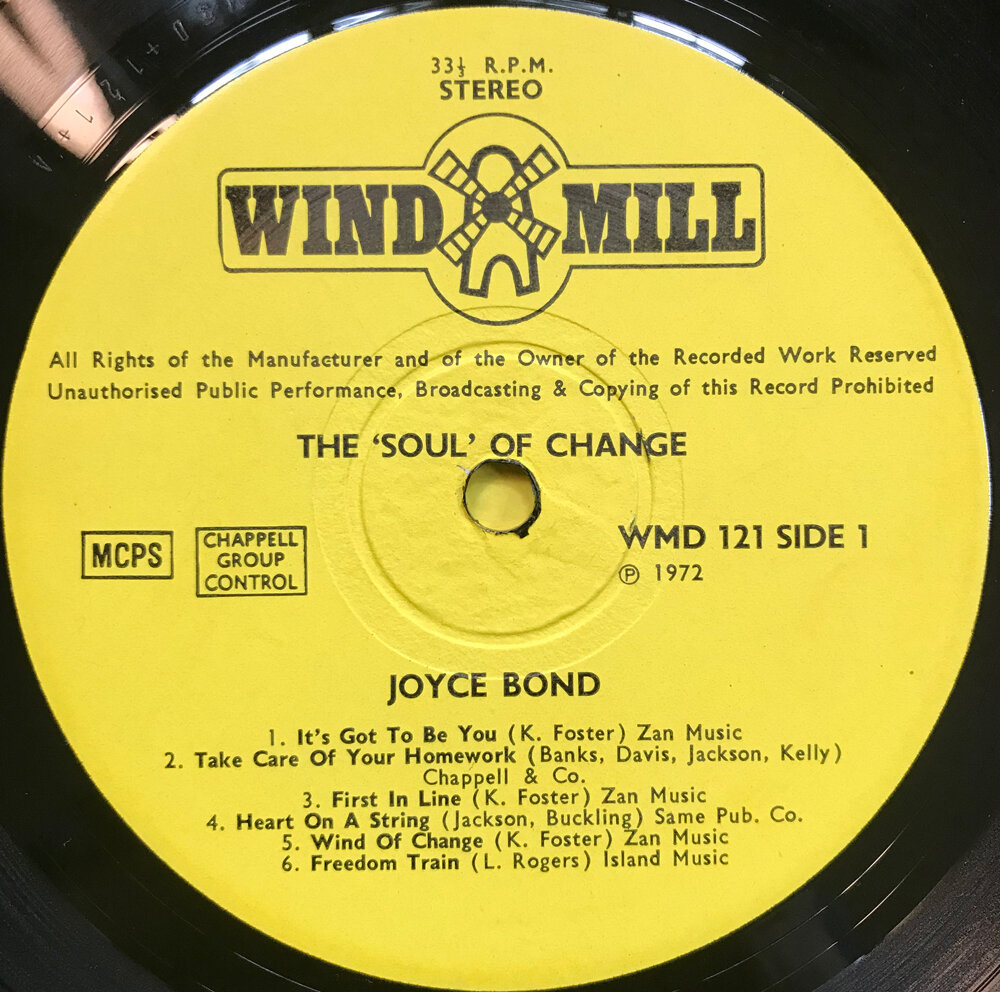 33⅓ R.P.M.
STEREO
WIND MILL
All Rights of the Manufacturer and of the Owner of the Recorded Work Reserved
Unauthorised Public Performance, Broadcasting & Copying of this Record Prohibited
THE ‘SOUL’ OF CHANGE
MCPS
CHAPPELL
GROUP
CONTROL
WMD 121 SIDE 1
℗ 1972
JOYCE BOND
1. It's Got To Be You (K. Foster) Zan Music
2. Take Care Of Your Homework (Banks, Davis, Jackson, Kelly)
Chappell & Co.
3. First In Line (K. Foster) Zan Music
4. Heart On A String (Jackson, Buckling) Same Pub. Co.
5. Wind Of Change (K. Foster) Zan Music
6. Freedom Train (L. Rogers) Island Music